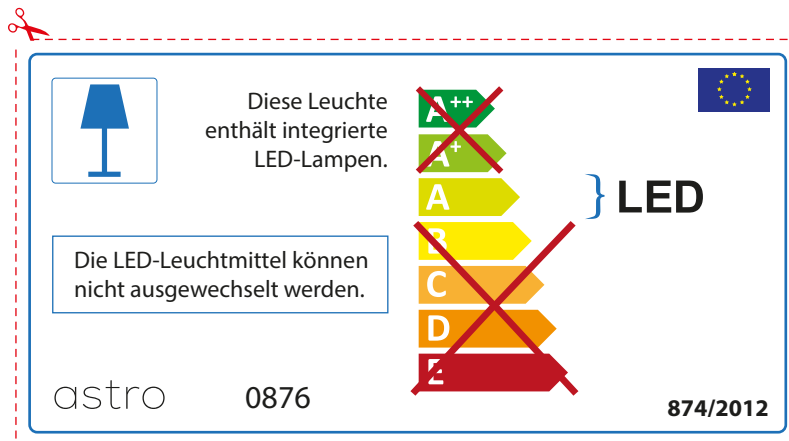 Diese Leuchte
enthält integrierte
LED-Lampen.
Die LED-Leuchtmittel können
nicht ausgewechselt werden.
A++
A+
A
B
C
D
E
LED
astro
0876
874/2012